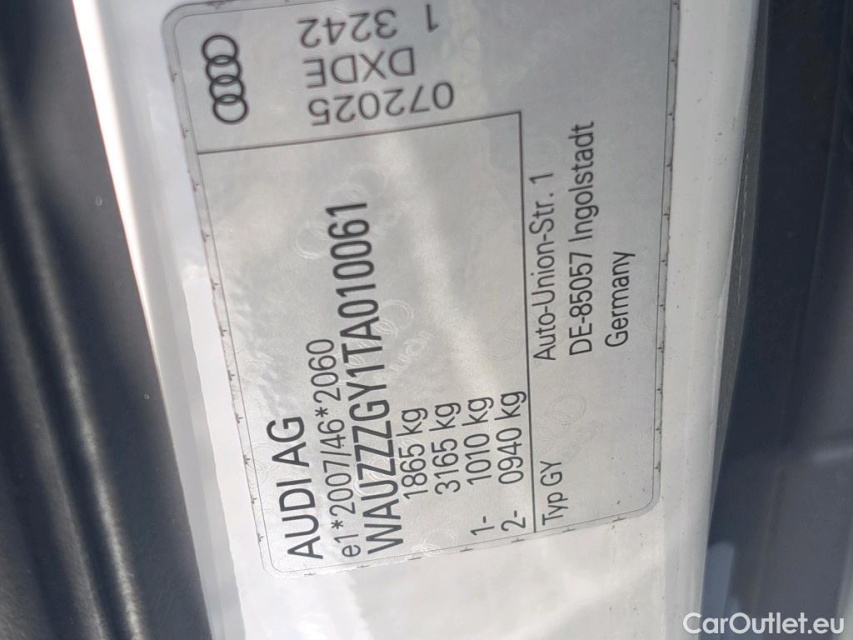 AUDI AG
e1*2007/46*2060
WAUZZZGY1TA010061
1865 kg
3165 kg
1- 1010 kg
2- 0940 kg
Typ GY
Auto-Union-Str. 1
DE-85057 Ingolstadt
Germany
1 3242
DXDE
072025
CarOutlet.eu